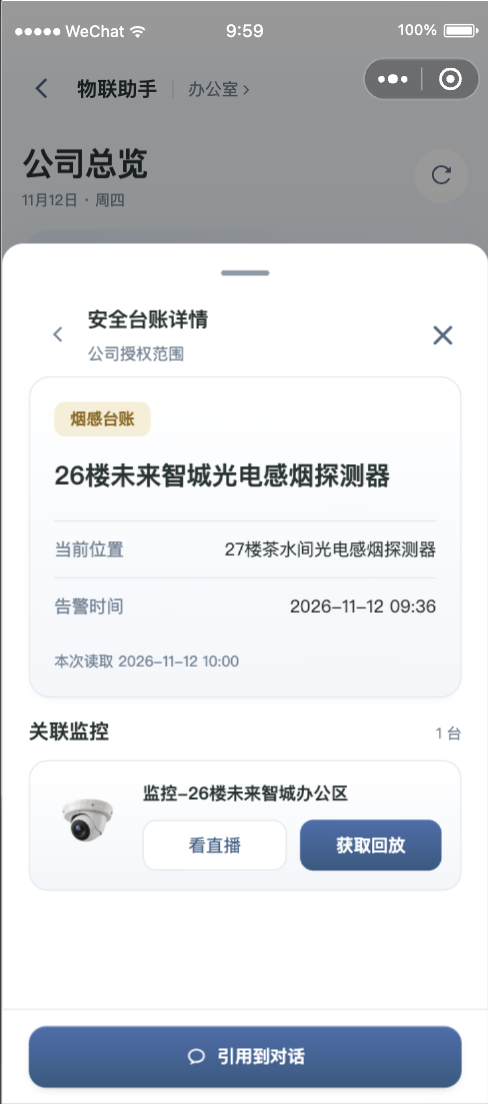 WeChat 9:59 100%
物联助手 办公室
公司总览
11月12日 · 周四
安全台账详情
公司授权范围
烟感台账
26楼未来智城光电感烟探测器
当前位置 27楼茶水间光电感烟探测器
告警时间 2026-11-12 09:36
本次读取 2026-11-12 10:00
关联监控 1 台
监控-26楼未来智城办公区
看直播 获取回放
引用到对话